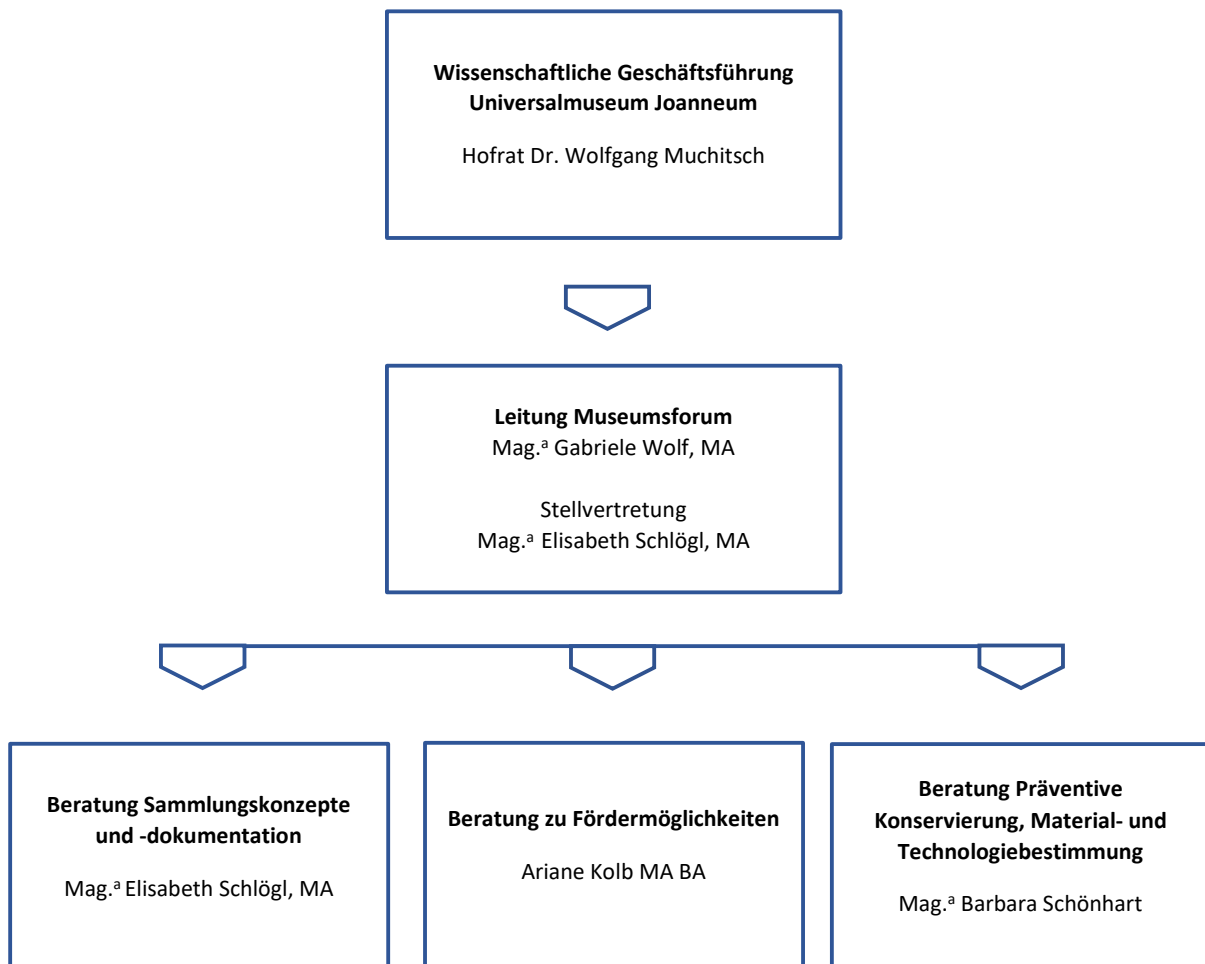 Wissenschaftliche Geschäftsführung
Universalmuseum Joanneum
Hofrat Dr. Wolfgang Muchitsch
Leitung Museumsforum
Mag.ᵃ Gabriele Wolf, MA
Stellvertretung
Mag.ᵃ Elisabeth Schlögl, MA
Beratung Sammlungskonzepte
und -dokumentation
Mag.ᵃ Elisabeth Schlögl, MA
Beratung zu Fördermöglichkeiten
Ariane Kolb MA BA
Beratung Präventive
Konservierung, Material- und
Technologiebestimmung
Mag.ᵃ Barbara Schönhart